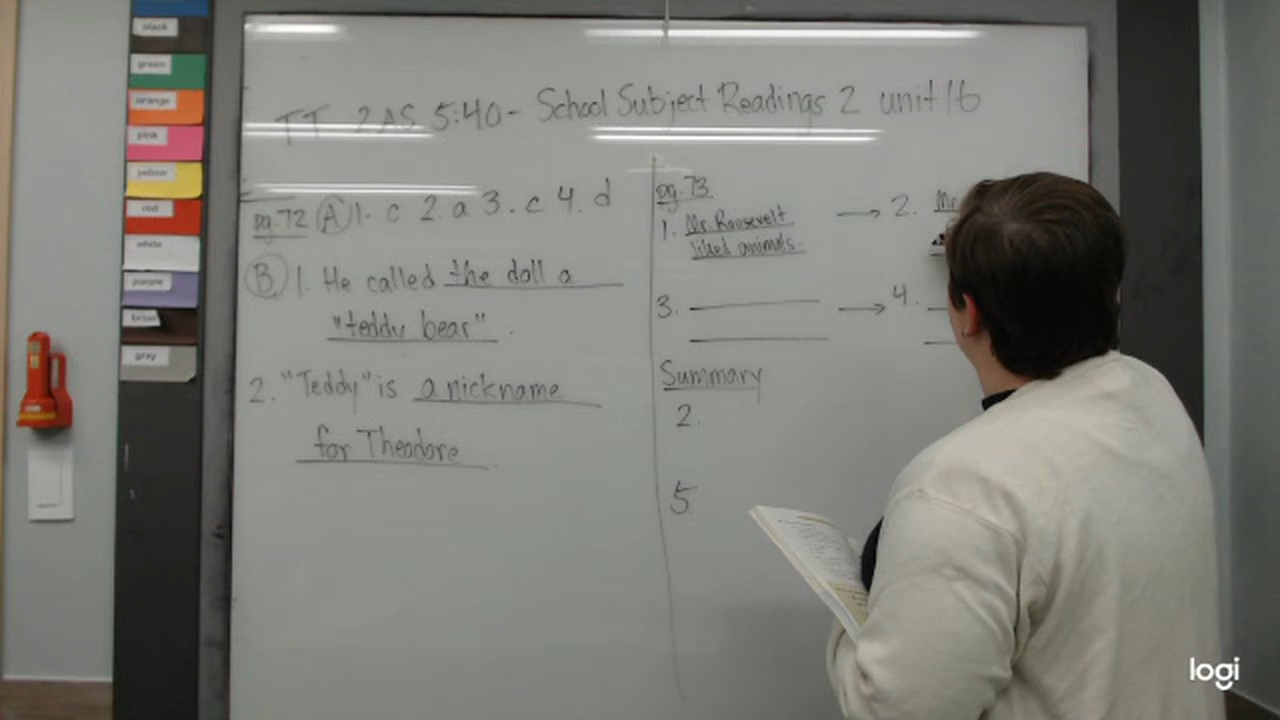 black
green
orange
pink
yellow
red
white
purple
brown
gray
TT 2AS 5:40 - School Subject Readings 2 unit 16
pg. 72 A 1. c 2. a 3. c 4. d
B 1. He called the doll a
"teddy bear".
2. "Teddy" is a nickname
for Theodore.
pg. 73
1. Mr. Roosevelt → 2. Mr
liked animals.
3. → 4.
Summary
2.
5.
logi